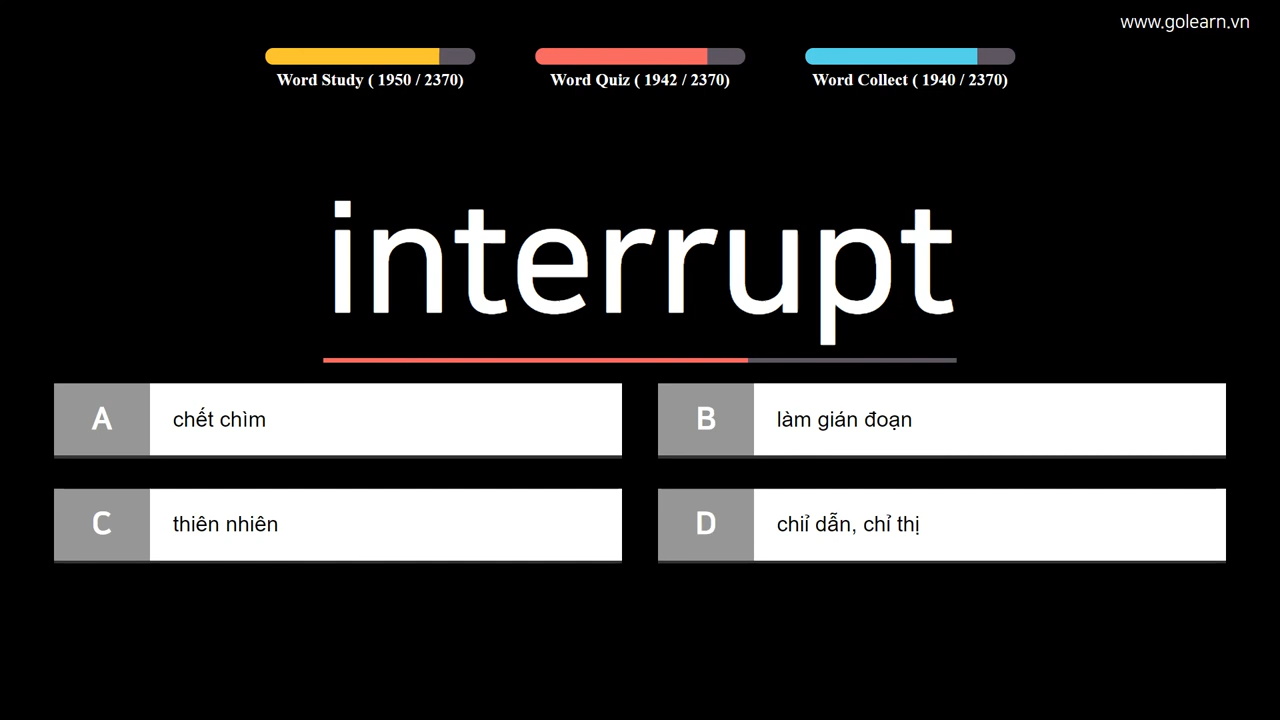 www.golearn.vn
Word Study ( 1950 / 2370)
Word Quiz ( 1942 / 2370)
Word Collect ( 1940 / 2370)
interrupt
A chết chìm
B làm gián đoạn
C thiên nhiên
D chiỉ dẫn, chỉ thị